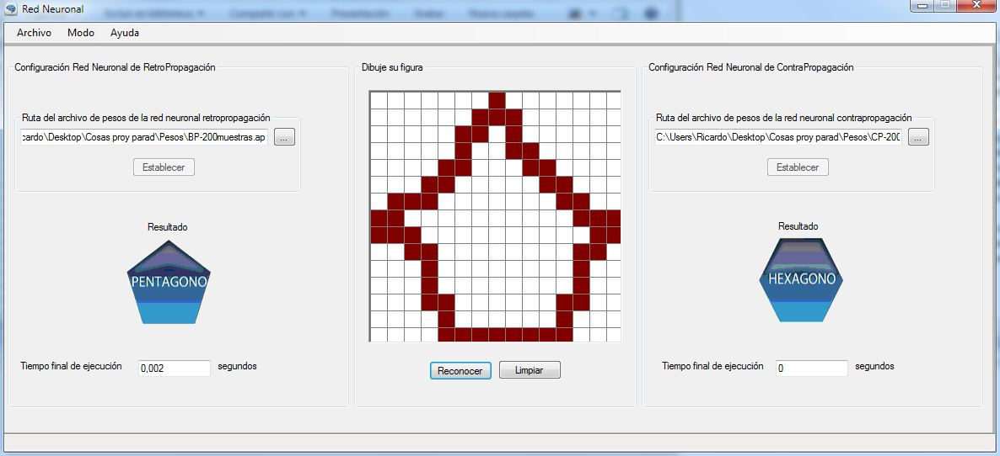 Red Neuronal
Archivo Modo Ayuda
Configuración Red Neuronal de RetroPropagación
Ruta del archivo de pesos de la red neuronal retropropagación
cardo\Desktop\Cosas proy parad\Pesos\BP-200muestras.ap
...
Establecer
Resultado
PENTAGONO
Tiempo final de ejecución 0,002 segundos
Dibuje su figura
Reconocer Limpiar
Configuración Red Neuronal de ContraPropagación
Ruta del archivo de pesos de la red neuronal contrapropagación
C:\Users\Ricardo\Desktop\Cosas proy parad\Pesos\CP-200
...
Establecer
Resultado
HEXAGONO
Tiempo final de ejecución 0 segundos